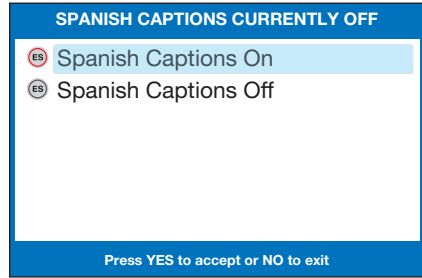 SPANISH CAPTIONS CURRENTLY OFF
ES Spanish Captions On
ES Spanish Captions Off
Press YES to accept or NO to exit